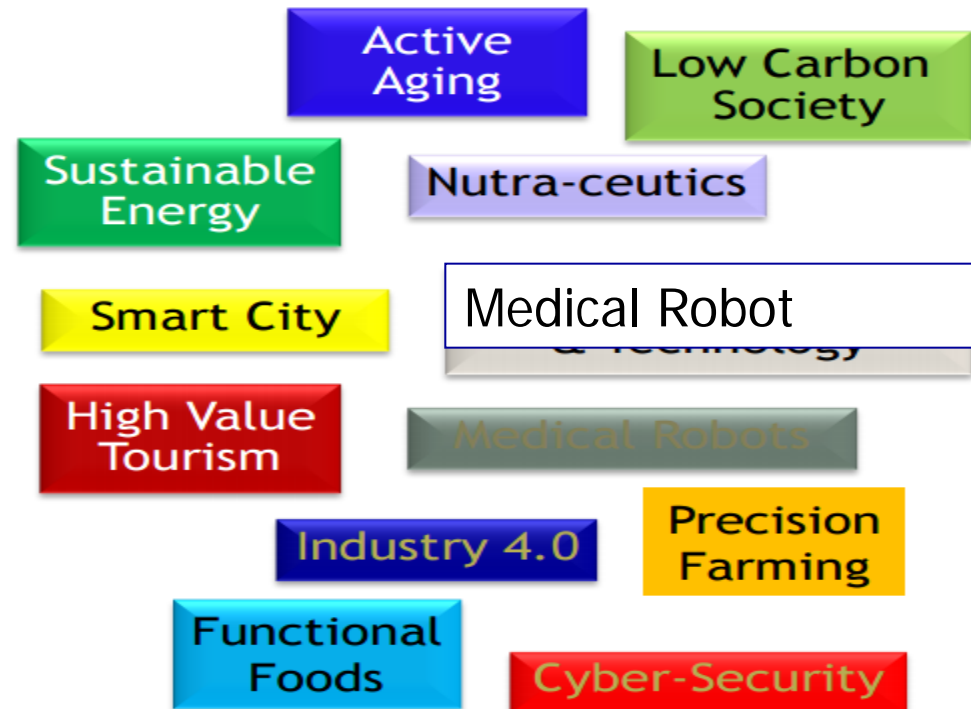 Active
Aging
Low Carbon
Society
Sustainable
Energy
Nutra-ceutics
Smart City
Medical Robot
& Technology
High Value
Tourism
Medical Robots
Industry 4.0
Precision
Farming
Functional
Foods
Cyber-Security